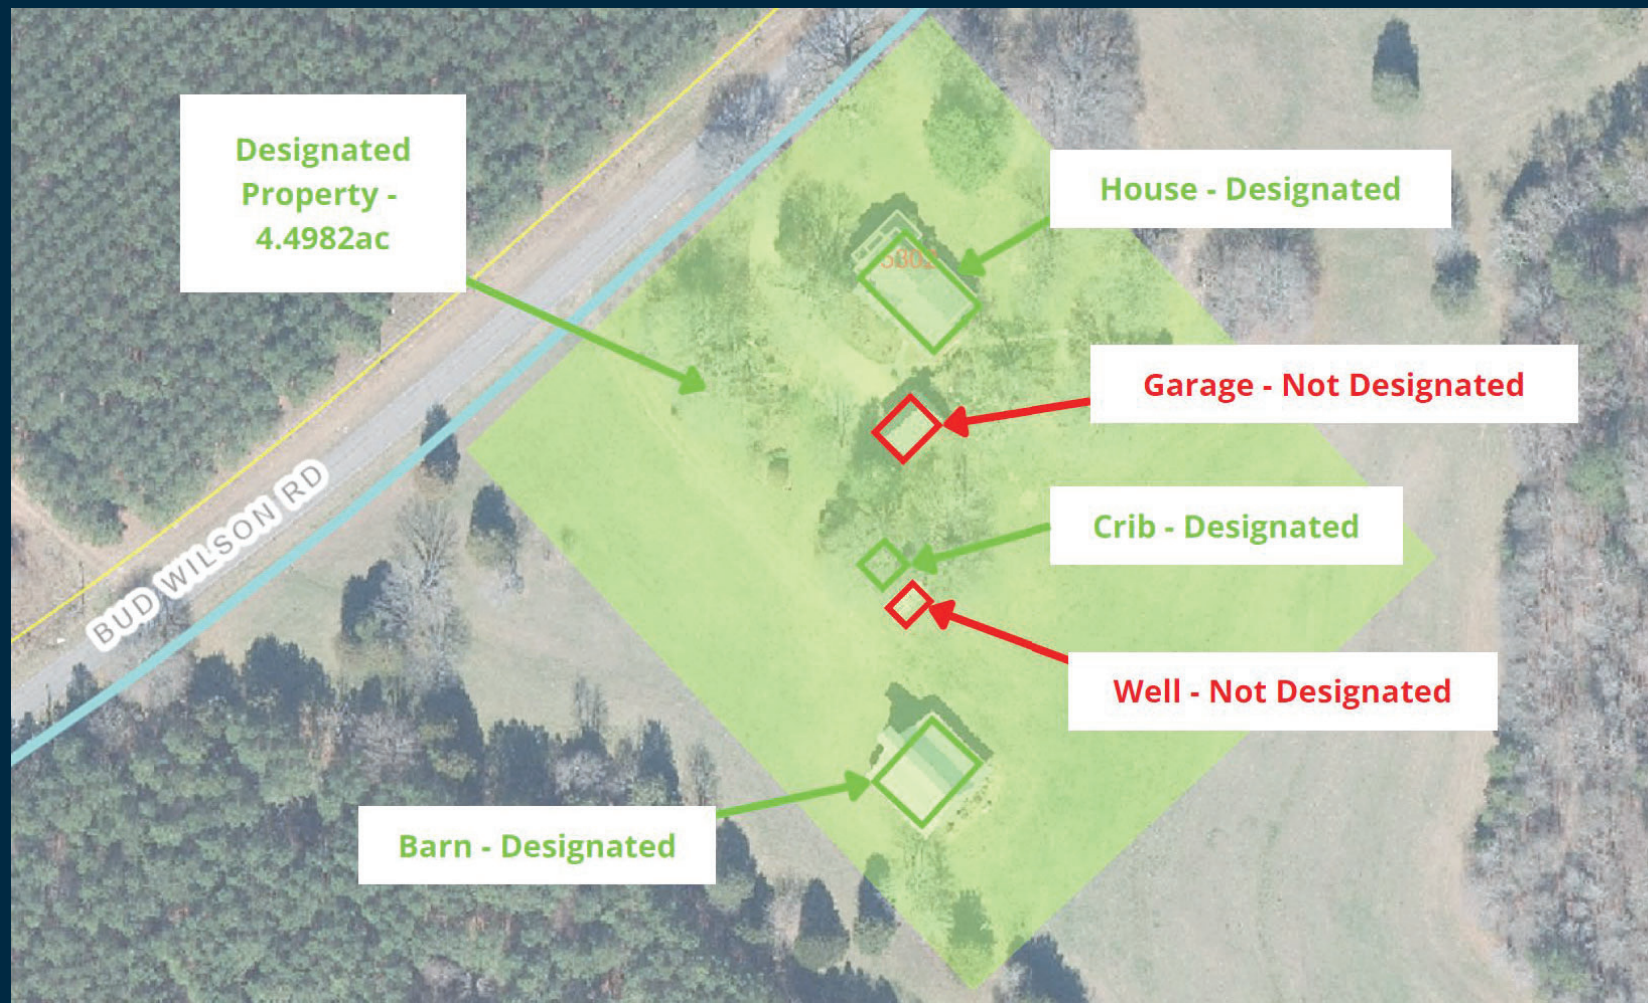 Designated
Property -
4.4982ac
House - Designated
Garage - Not Designated
Crib - Designated
Well - Not Designated
Barn - Designated
BUD WILSON RD